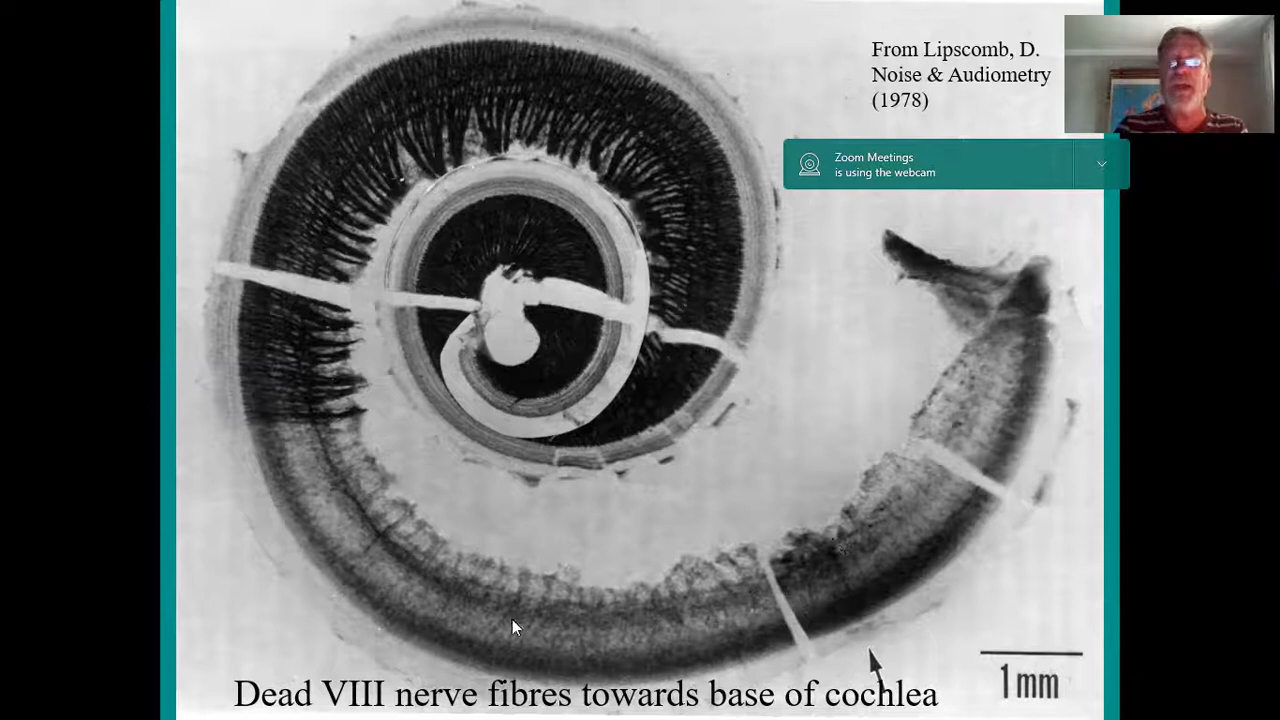 From Lipscomb, D.
Noise & Audiometry
(1978)
Zoom Meetings
is using the webcam
1mm
Dead VIII nerve fibres towards base of cochlea